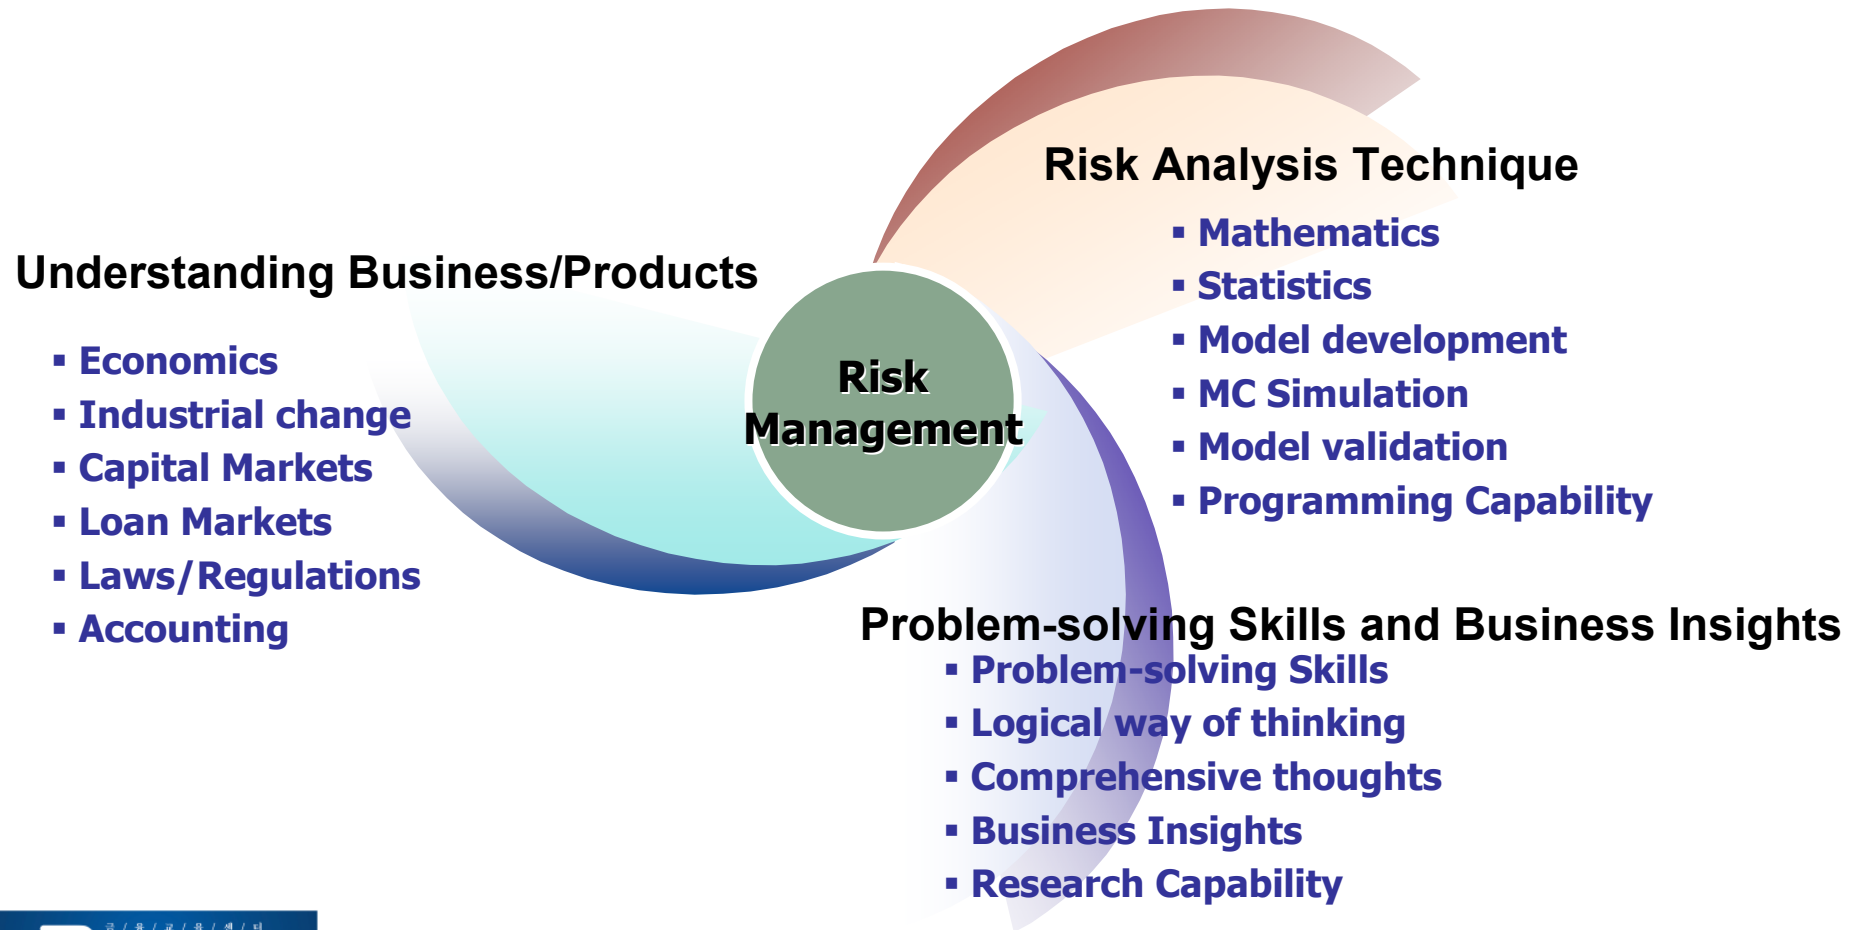 Risk Analysis Technique
▪ Mathematics
▪ Statistics
▪ Model development
▪ MC Simulation
▪ Model validation
▪ Programming Capability
Understanding Business/Products
▪ Economics
▪ Industrial change
▪ Capital Markets
▪ Loan Markets
▪ Laws/Regulations
▪ Accounting
Risk
Management
Problem-solving Skills and Business Insights
▪ Problem-solving Skills
▪ Logical way of thinking
▪ Comprehensive thoughts
▪ Business Insights
▪ Research Capability